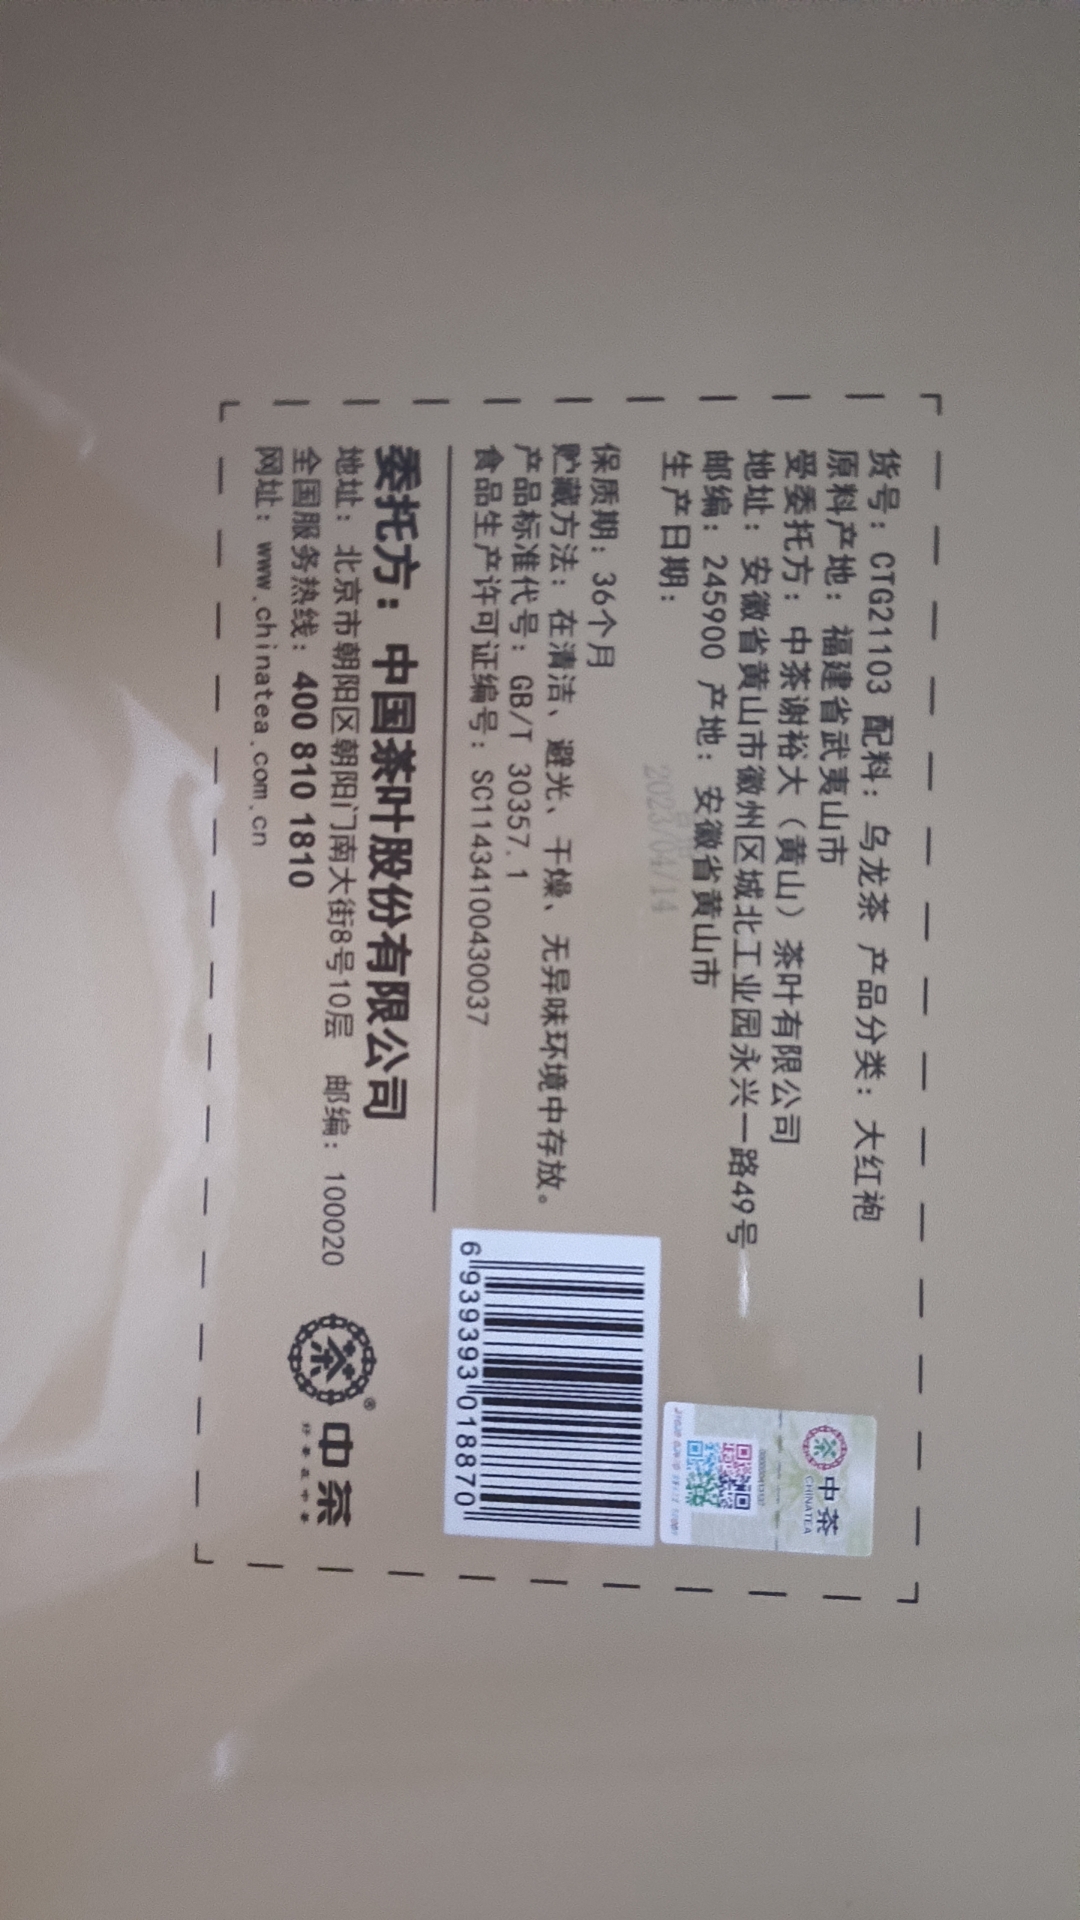 货号：CTG21103 配料：乌龙茶 产品分类：大红袍
原料产地：福建省武夷山市
受委托方：中茶谢裕大（黄山）茶叶有限公司
地址：安徽省黄山市徽州区城北工业园永兴一路49号
邮编：245900 产地：安徽省黄山市
生产日期：
2023/04/14
保质期：36个月
贮藏方法：在清洁、避光、干燥、无异味环境中存放。
产品标准代号：GB/T 30357.1
食品生产许可证编号：SC11434100430037
委托方：中国茶叶股份有限公司
地址：北京市朝阳区朝阳门南大街8号10层 邮编：100020
全国服务热线：400 810 1810
网址：www.chinatea.com.cn
中茶
CHINATEA
6 939393 018870
茶®
中茶